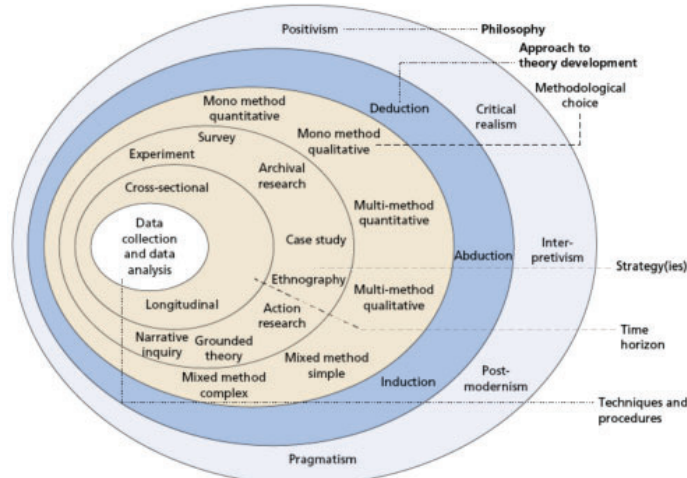 Positivism
Philosophy
Approach to
theory development
Methodological
choice
Mono method
quantitative
Deduction
Critical
realism
Survey
Mono method
qualitative
Experiment
Archival
research
Cross-sectional
Multi-method
quantitative
Data
collection
and data
analysis
Case study
Abduction
Inter-
pretivism
Strategy(ies)
Ethnography
Multi-method
qualitative
Longitudinal
Action
research
Time
horizon
Narrative
inquiry
Grounded
theory
Mixed method
simple
Post-
modernism
Mixed method
complex
Induction
Techniques and
procedures
Pragmatism